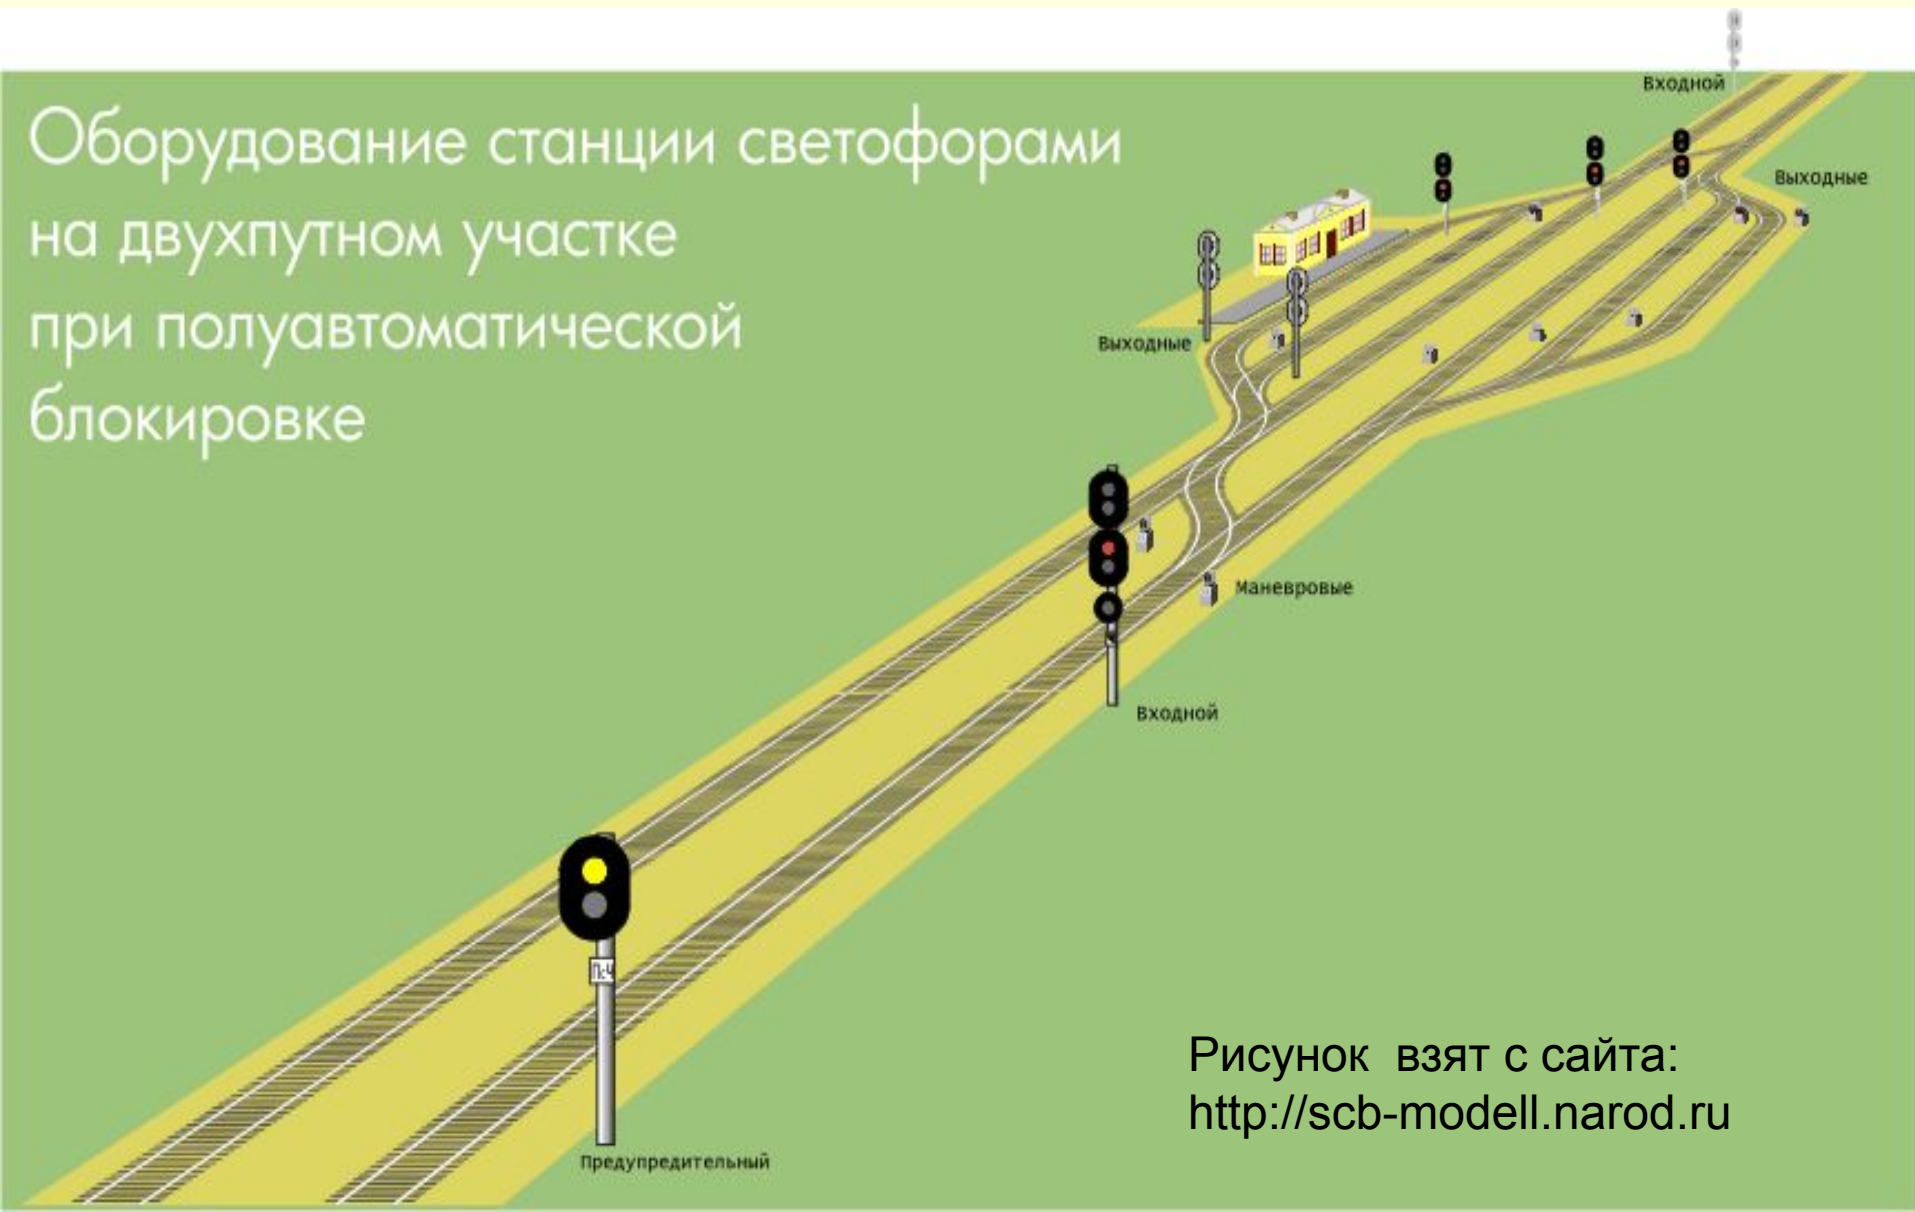 Оборудование станции светофорами
на двухпутном участке
при полуавтоматической
блокировке
Входной
Выходные
Выходные
Маневровые
Входной
ПсЧ
Предупредительный
Рисунок взят с сайта:
http://scb-modell.narod.ru